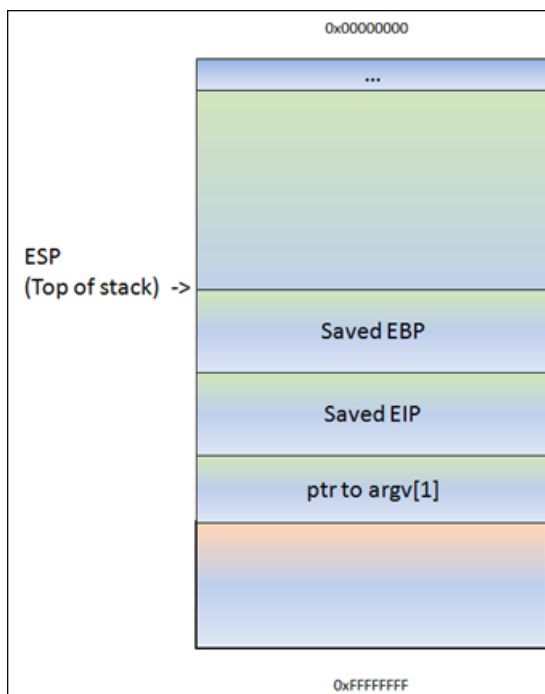 0x00000000
...
ESP
(Top of stack) ->
Saved EBP
Saved EIP
ptr to argv[1]
0xFFFFFFFF